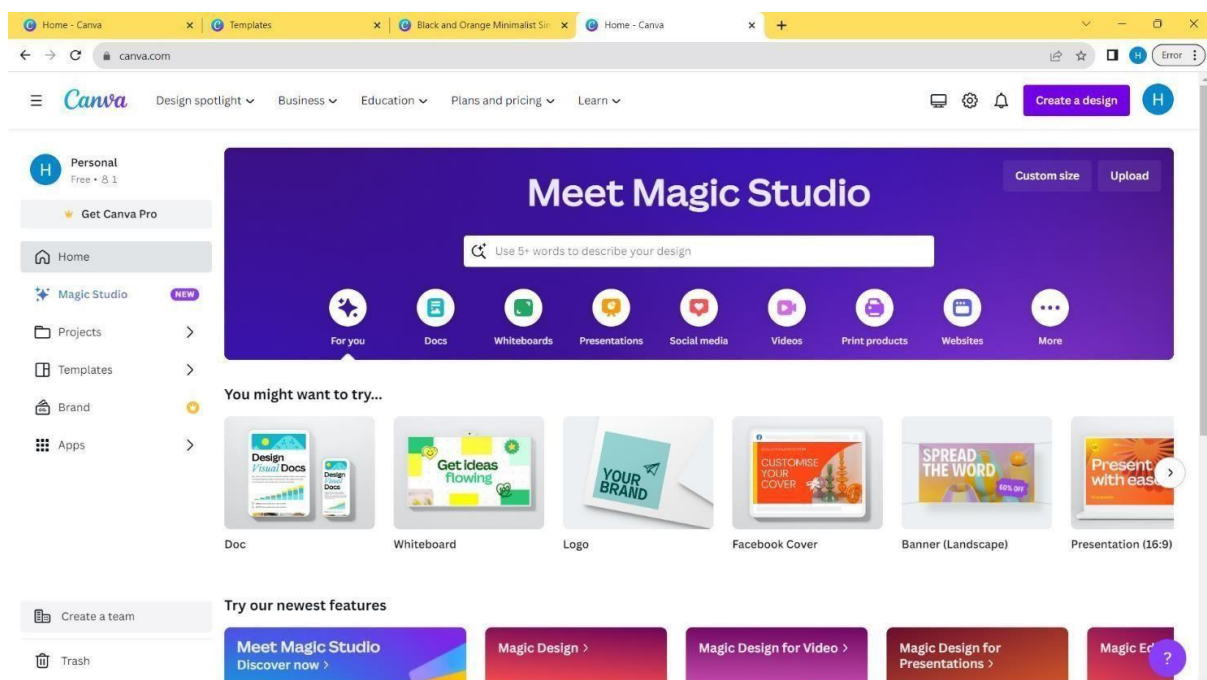 Home - Canva
Templates
Black and Orange Minimalist Sin
Home - Canva
canva.com
Error
Canva
Design spotlight
Business
Education
Plans and pricing
Learn
Create a design
H
H
Personal
Free • 1
Get Canva Pro
Home
Magic Studio
NEW
Projects
Templates
Brand
Apps
Create a team
Trash
Meet Magic Studio
Custom size
Upload
Use 5+ words to describe your design
For you
Docs
Whiteboards
Presentations
Social media
Videos
Print products
Websites
More
You might want to try...
Design
Visual Docs
Design
Visual
Docs
Get ideas
flowing
YOUR
BRAND
CUSTOMISE
YOUR
COVER
SPREAD
THE WORD
60% OFF
Present
with ease
Doc
Whiteboard
Logo
Facebook Cover
Banner (Landscape)
Presentation (16:9)
Try our newest features
Meet Magic Studio
Discover now >
Magic Design >
Magic Design for Video >
Magic Design for
Presentations >
Magic Ed
?